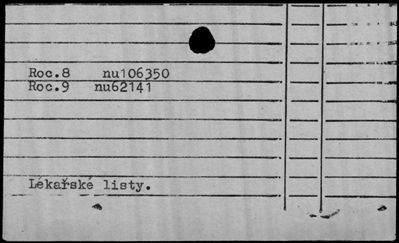 Roc.8 nu106350
Roc.9 nu62141
Lékařské listy.